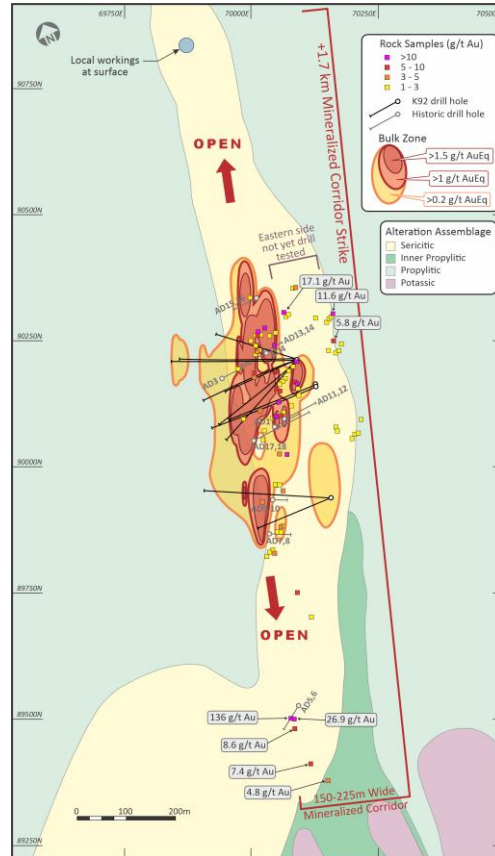 69750E
70000E
70250E
70500E
N
Local workings
at surface
90750N
OPEN
+1.7 km Mineralized Corridor Strike
Rock Samples (g/t Au)
>10
5 - 10
3 - 5
1 - 3
K92 drill hole
Historic drill hole
Bulk Zone
>1.5 g/t AuEq
>1 g/t AuEq
>0.2 g/t AuEq
Alteration Assemblage
Sericitic
Inner Propylitic
Propylitic
Potassic
90500N
Eastern side
not yet drill
tested
17.1 g/t Au
11.6 g/t Au
5.8 g/t Au
AD13,14
90250N
AD3
AD11,12
AD17,18
90000N
AD7,8
89750N
OPEN
AD5,6
136 g/t Au
26.9 g/t Au
89500N
8.6 g/t Au
7.4 g/t Au
4.8 g/t Au
150-225m Wide
Mineralized Corridor
0
100
200m
89250N